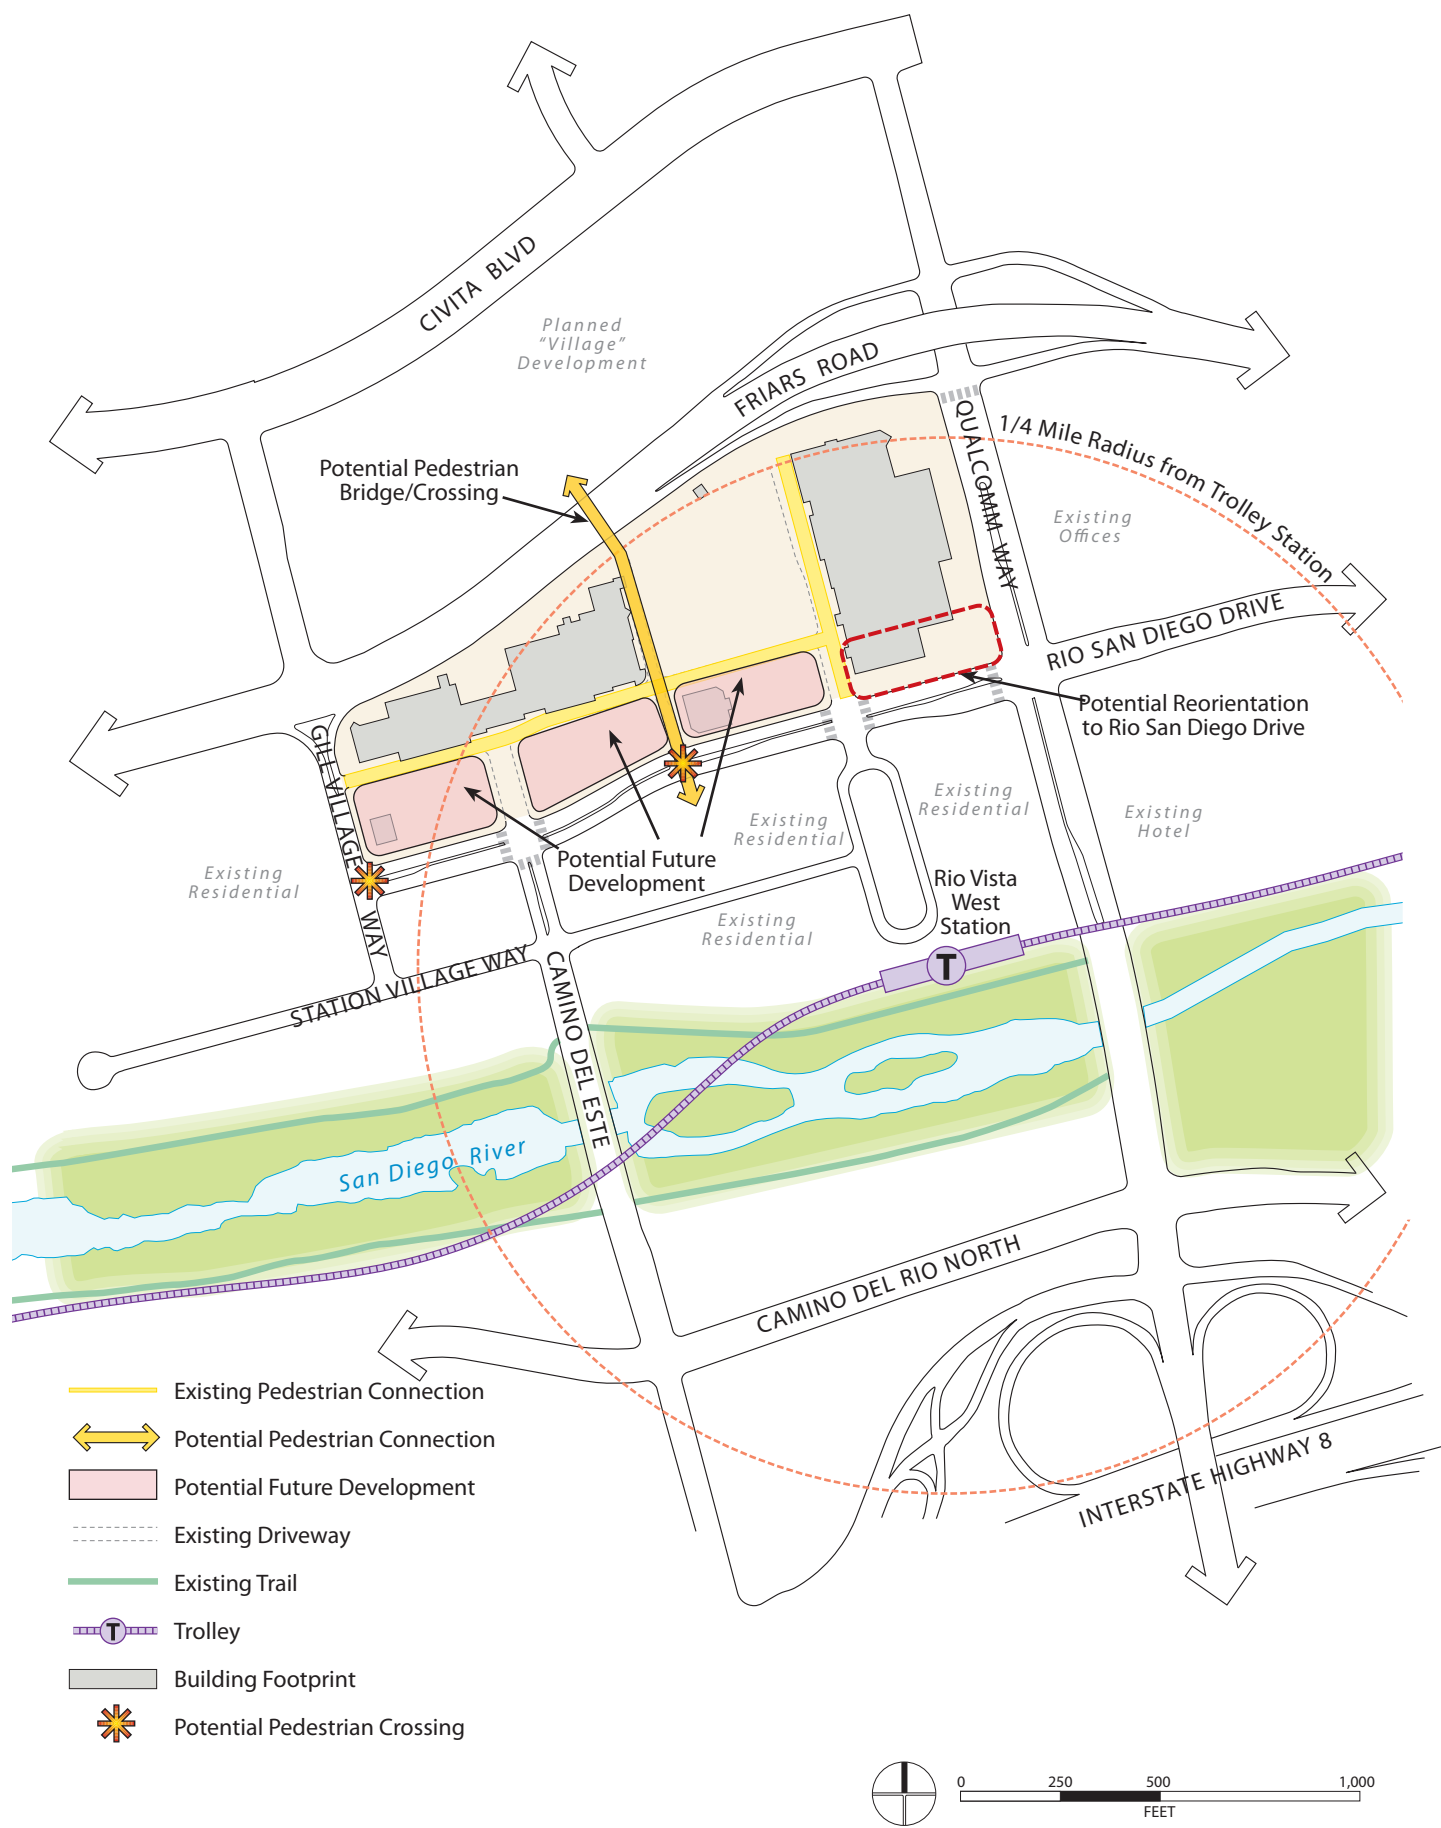 CIVITA BLVD
Planned
“Village”
Development
FRIARS ROAD
QUALCOMM WAY
1/4 Mile Radius from Trolley Station
Potential Pedestrian
Bridge/Crossing
Existing
Offices
RIO SAN DIEGO DRIVE
Potential Reorientation
to Rio San Diego Drive
GILL VILLAGE WAY
Existing
Residential
Existing
Residential
Existing
Hotel
Potential Future
Development
Existing
Residential
Existing
Residential
Rio Vista
West
Station
T
STATION VILLAGE WAY
CAMINO DEL ESTE
San Diego River
CAMINO DEL RIO NORTH
INTERSTATE HIGHWAY 8
Existing Pedestrian Connection
Potential Pedestrian Connection
Potential Future Development
Existing Driveway
Existing Trail
T Trolley
Building Footprint
Potential Pedestrian Crossing
0 250 500 1,000
FEET